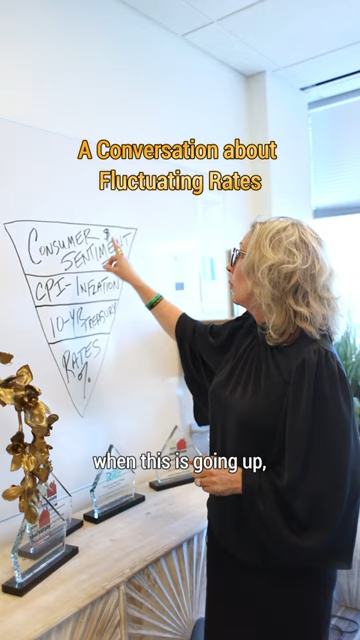 A Conversation about
Fluctuating Rates
CONSUMER $
SENTIMENT
CPI-INFLATION
10-YR TREASURY
RATES
%
when this is going up,